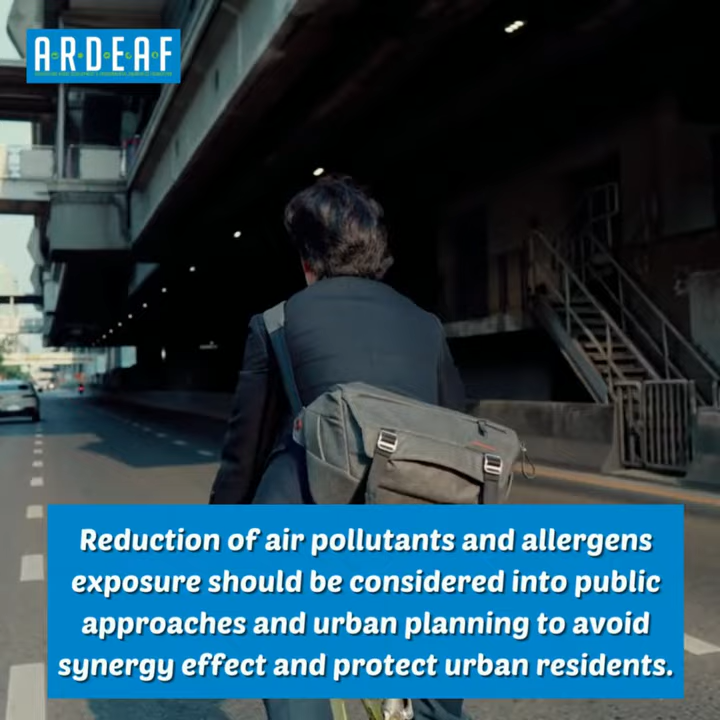 ARDEAF
Reduction of air pollutants and allergens
exposure should be considered into public
approaches and urban planning to avoid
synergy effect and protect urban residents.